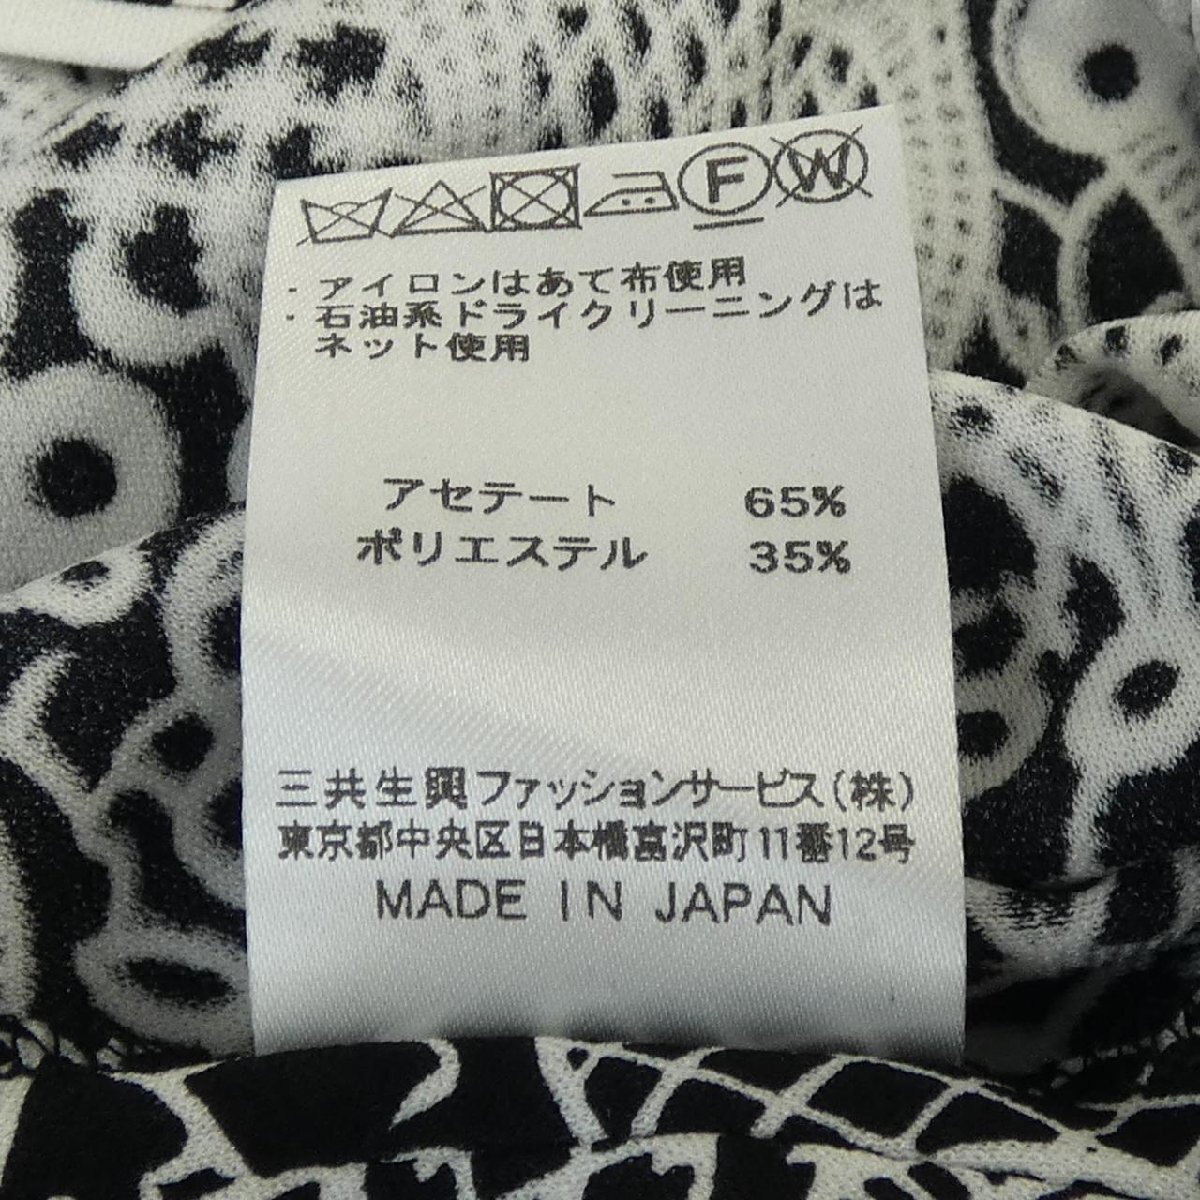 F W
・アイロンはあて布使用
・石油系ドライクリーニングは
ネット使用
アセテート 65%
ポリエステル 35%
三共生興ファッションサービス(株)
東京都中央区日本橋富沢町11番12号
MADE IN JAPAN